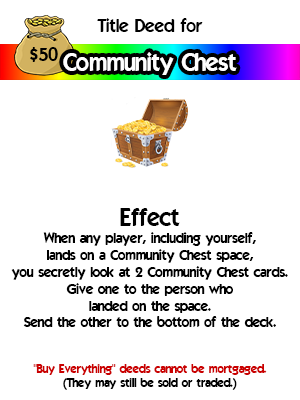 Title Deed for
$50
Community Chest
Effect
When any player, including yourself,
lands on a Community Chest space,
you secretly look at 2 Community Chest cards.
Give one to the person who
landed on the space.
Send the other to the bottom of the deck.
"Buy Everything" deeds cannot be mortgaged.
(They may still be sold or traded.)